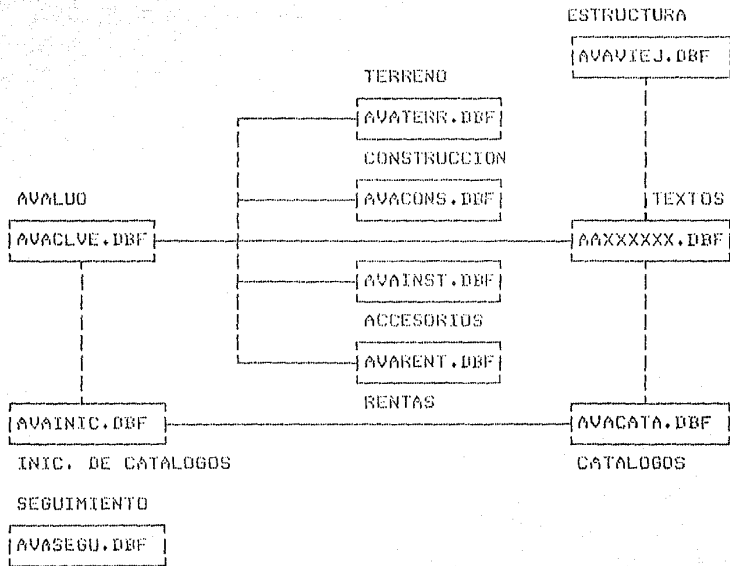 ESTRUCTURA
AVAVIEJ.DBF
TERRENO
AVATERR.DBF
CONSTRUCCION
AVALUO
AVACONS.DBF
TEXTOS
AVACLVE.DBF
AAXXXXXX.DBF
AVAINST.DBF
ACCESORIOS
AVARENT.DBF
RENTAS
AVAINIC.DBF
AVACATA.DBF
INIC. DE CATALOGOS
CATALOGOS
SEGUIMIENTO
AVASEGU.DBF